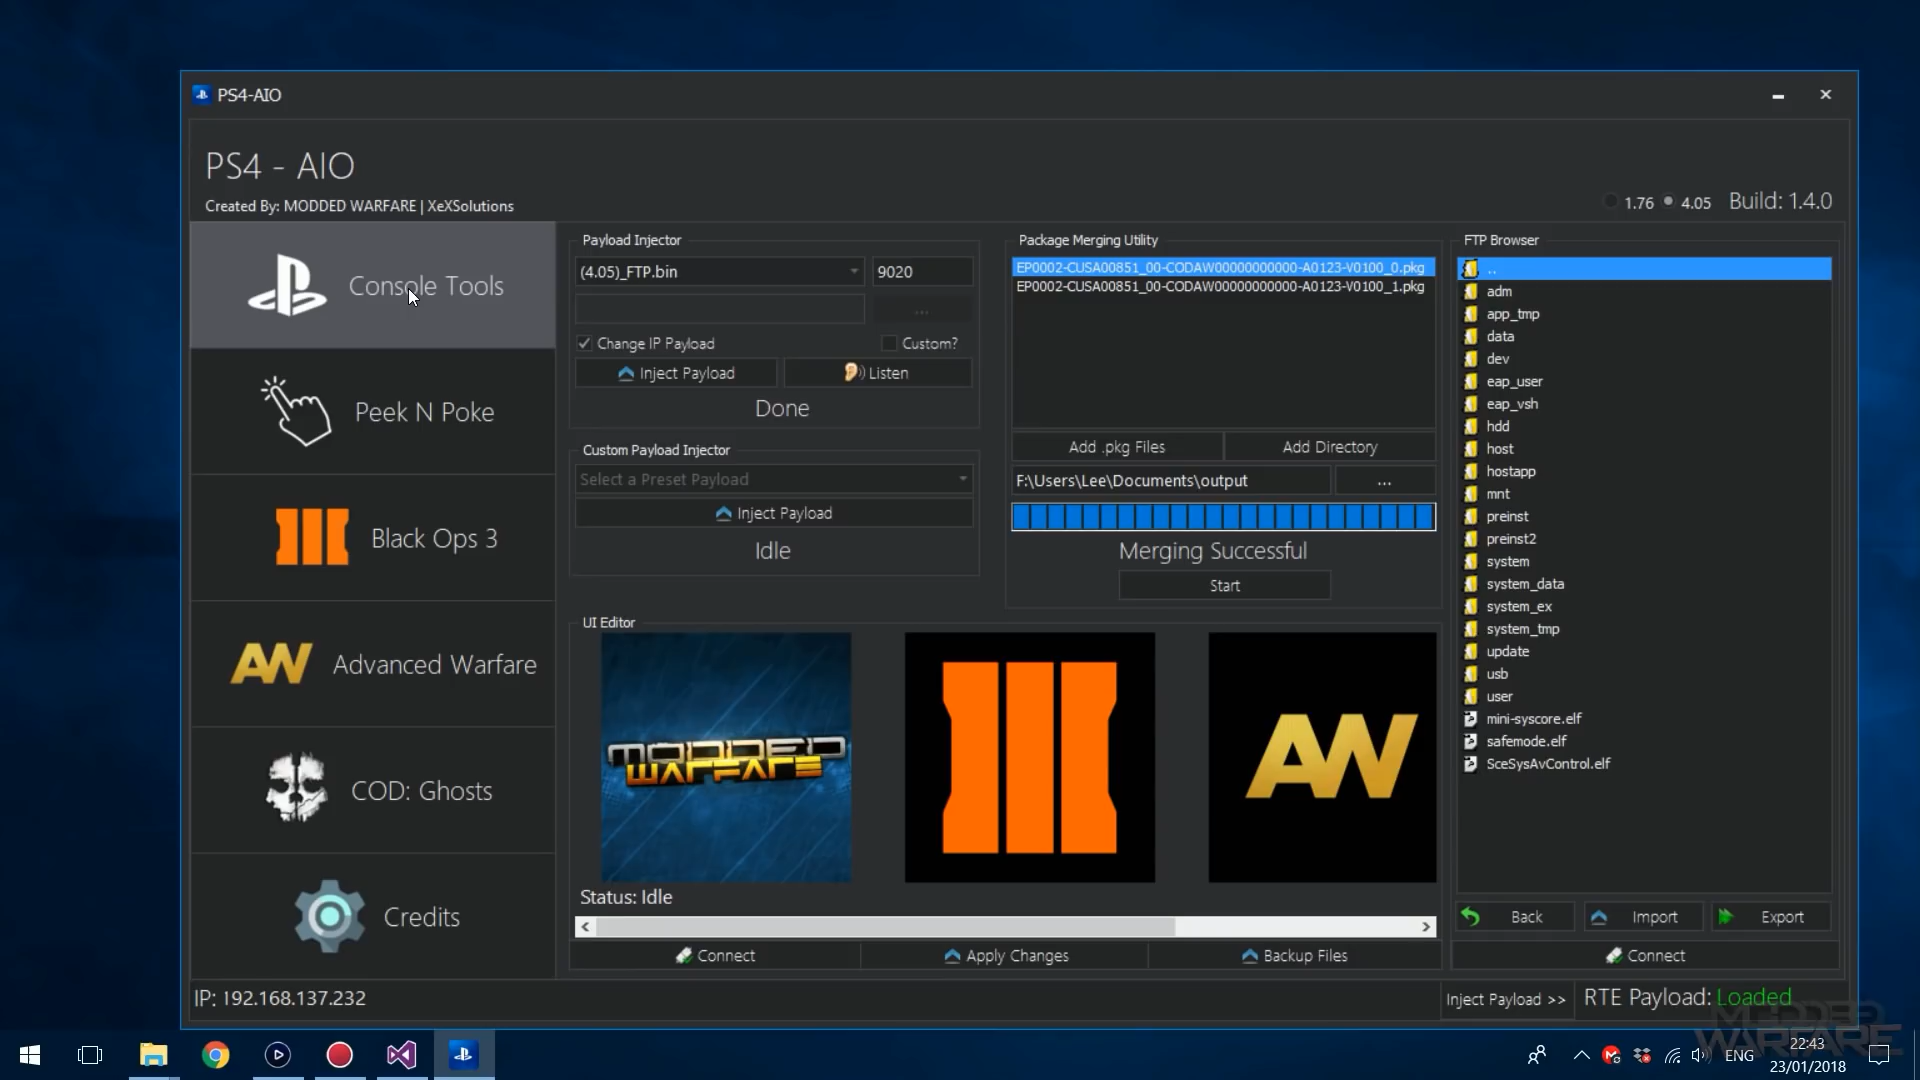 PS4-AIO
PS4 - AIO
Created By: MODDED WARFARE | XeXSolutions
1.76
4.05
Build: 1.4.0
Console Tools
Peek N Poke
Black Ops 3
AW
Advanced Warfare
COD: Ghosts
Credits
Payload Injector
(4.05)_FTP.bin
9020
...
Change IP Payload
Custom?
Inject Payload
Listen
Done
Custom Payload Injector
Select a Preset Payload
Inject Payload
Idle
Package Merging Utility
EP0002-CUSA00851_00-CODAW00000000000-A0123-V0100_0.pkg
EP0002-CUSA00851_00-CODAW00000000000-A0123-V0100_1.pkg
Add .pkg Files
Add Directory
F:\Users\Lee\Documents\output
...
Merging Successful
Start
UI Editor
MODDED
WARFARE
AW
Status: Idle
Connect
Apply Changes
Backup Files
FTP Browser
..
adm
app_tmp
data
dev
eap_user
eap_vsh
hdd
host
hostapp
mnt
preinst
preinst2
system
system_data
system_ex
system_tmp
update
usb
user
mini-syscore.elf
safemode.elf
SceSysAvControl.elf
Back
Import
Export
Connect
IP: 192.168.137.232
Inject Payload >>
RTE Payload: Loaded
MODDED
WARFARE
ENG
22:43
23/01/2018